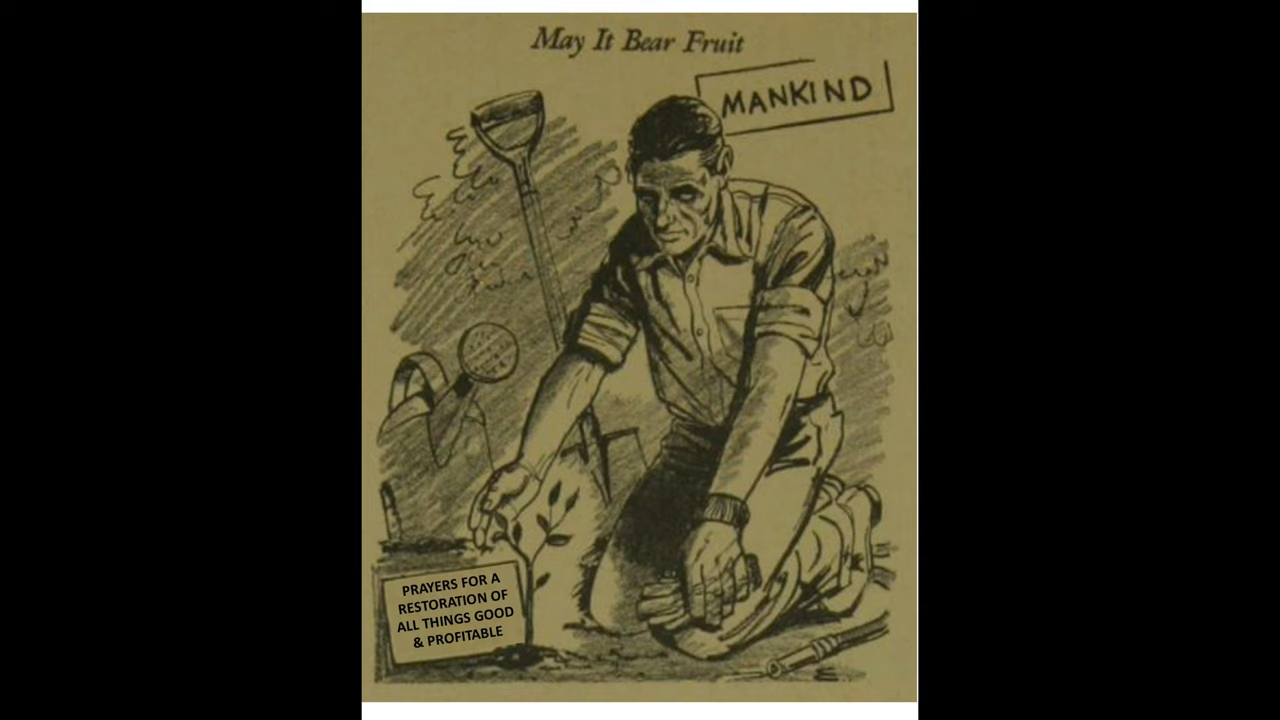 May It Bear Fruit
MANKIND
PRAYERS FOR A
RESTORATION OF
ALL THINGS GOOD
& PROFITABLE